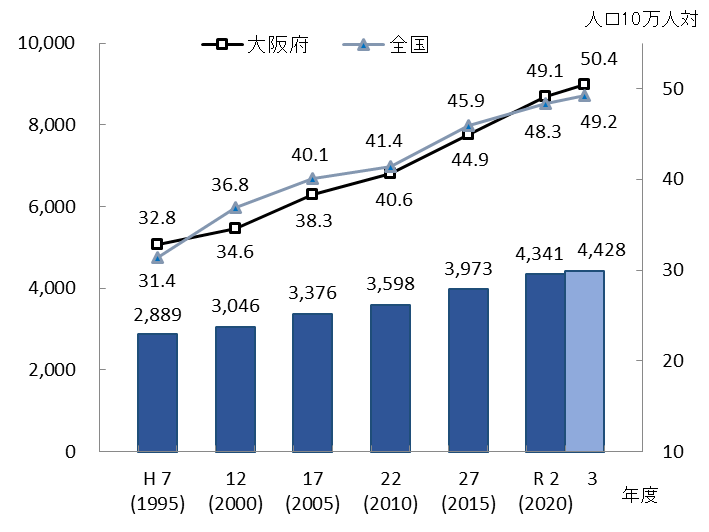 人口10万人対
10,000
8,000
6,000
4,000
2,000
0
大阪府 全国
50
40
30
20
10
32.8 34.6 38.3 40.6 44.9 49.1 50.4
31.4 36.8 40.1 41.4 45.9 48.3 49.2
2,889 3,046 3,376 3,598 3,973 4,341 4,428
H 7 12 17 22 27 R 2 3
(1995) (2000) (2005) (2010) (2015) (2020)
年度